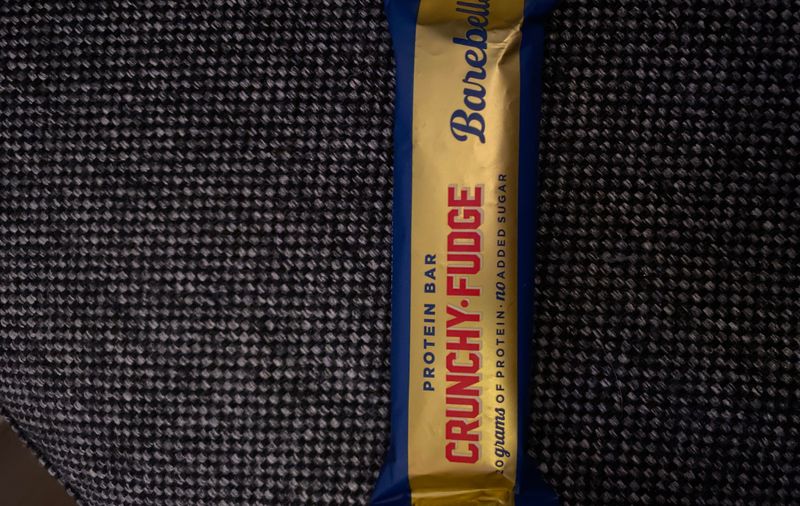 Barebell
PROTEIN BAR
CRUNCHY·FUDGE
grams OF PROTEIN · no ADDED SUGAR